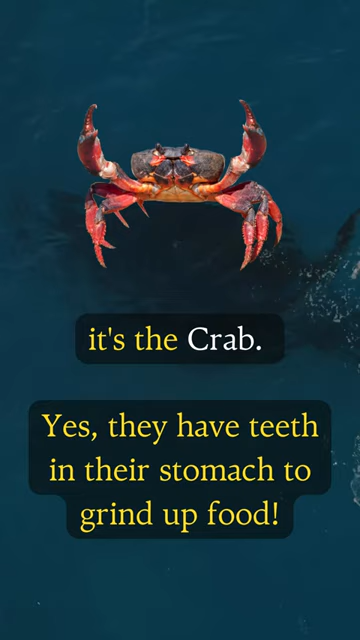 it's the Crab.
Yes, they have teeth
in their stomach to
grind up food!